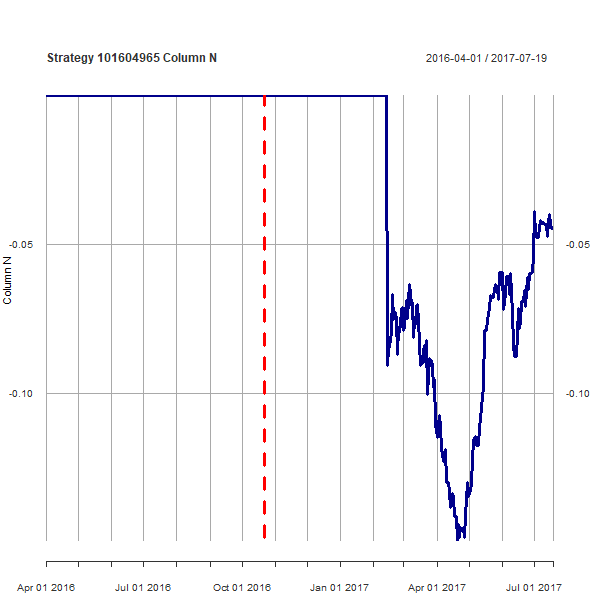 Strategy 101604965 Column N
2016-04-01 / 2017-07-19
-0.05
-0.05
Column N
-0.10
-0.10
Apr 01 2016
Jul 01 2016
Oct 01 2016
Jan 01 2017
Apr 01 2017
Jul 01 2017